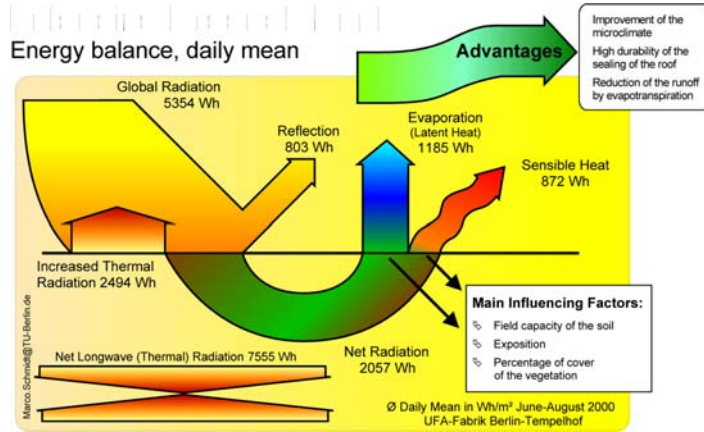 Energy balance, daily mean
Advantages
Improvement of the
microclimate
High durability of the
sealing of the roof
Reduction of the runoff
by evapotranspiration
Global Radiation
5354 Wh
Reflection
803 Wh
Evaporation
(Latent Heat)
1185 Wh
Sensible Heat
872 Wh
Increased Thermal
Radiation 2494 Wh
Main Influencing Factors:
Field capacity of the soil
Exposition
Percentage of cover
of the vegetation
Net Radiation
2057 Wh
Net Longwave (Thermal) Radiation 7555 Wh
Ø Daily Mean in Wh/m² June-August 2000
UFA-Fabrik Berlin-Tempelhof
Marco.Schmidt@TU-Berlin.de